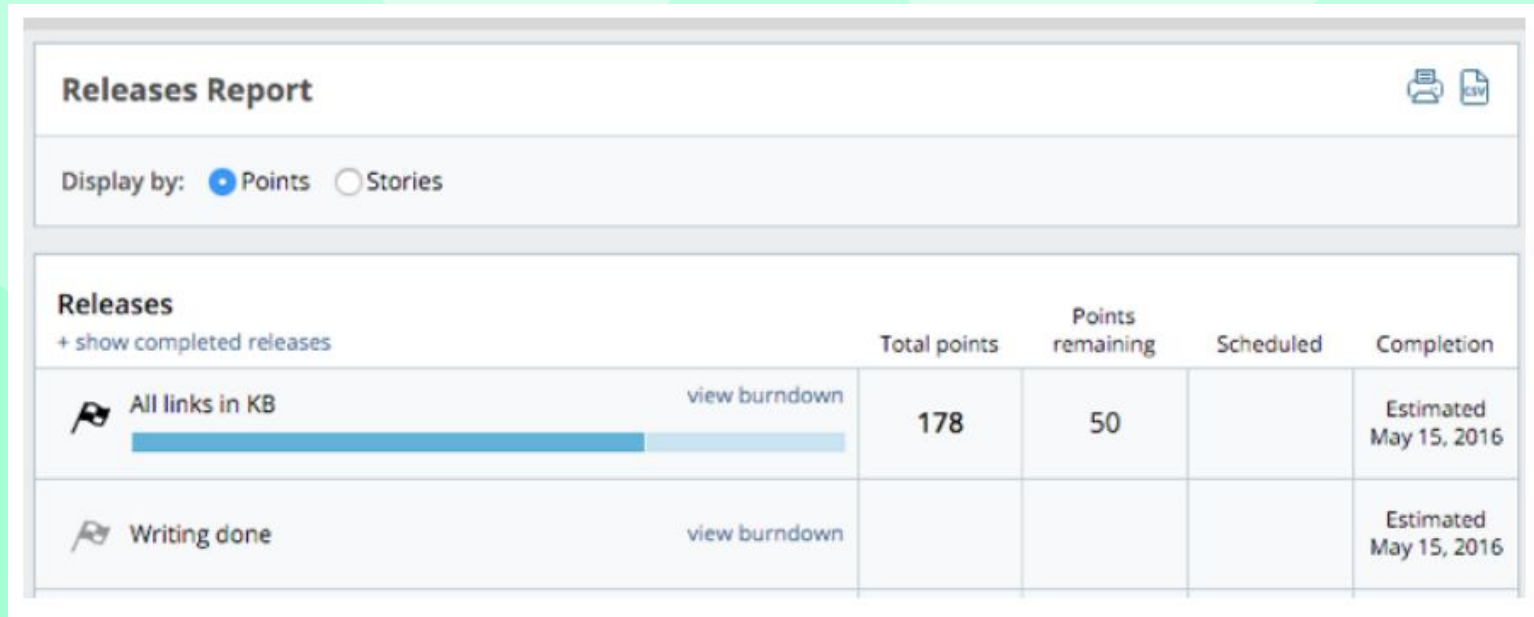 Releases Report
CSV
Display by: Points Stories
Releases
+ show completed releases
Total points
Points
remaining
Scheduled
Completion
All links in KB
view burndown
178
50
Estimated
May 15, 2016
Writing done
view burndown
Estimated
May 15, 2016